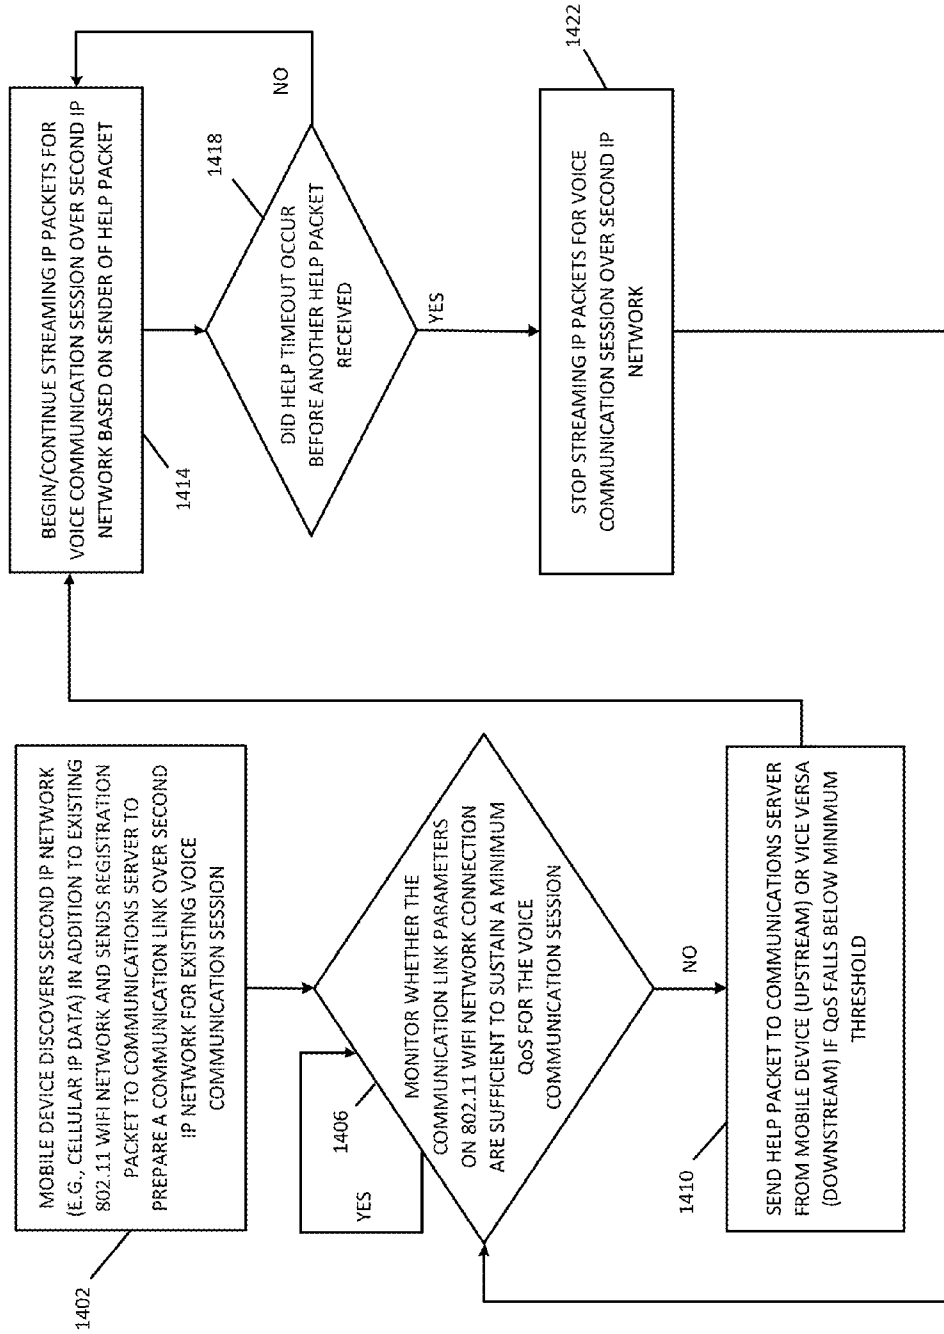 1402
MOBILE DEVICE DISCOVERS SECOND IP NETWORK
(E.G., CELLULAR IP DATA) IN ADDITION TO EXISTING
802.11 WIFI NETWORK AND SENDS REGISTRATION
PACKET TO COMMUNICATIONS SERVER TO
PREPARE A COMMUNICATION LINK OVER SECOND
IP NETWORK FOR EXISTING VOICE
COMMUNICATION SESSION
1406
YES
MONITOR WHETHER THE
COMMUNICATION LINK PARAMETERS
ON 802.11 WIFI NETWORK CONNECTION
ARE SUFFICIENT TO SUSTAIN A MINIMUM
QoS FOR THE VOICE
COMMUNICATION SESSION
NO
1410
SEND HELP PACKET TO COMMUNICATIONS SERVER
FROM MOBILE DEVICE (UPSTREAM) OR VICE VERSA
(DOWNSTREAM) IF QoS FALLS BELOW MINIMUM
THRESHOLD
BEGIN/CONTINUE STREAMING IP PACKETS FOR
VOICE COMMUNICATION SESSION OVER SECOND IP
NETWORK BASED ON SENDER OF HELP PACKET
1414
1418
NO
DID HELP TIMEOUT OCCUR
BEFORE ANOTHER HELP PACKET
RECEIVED
YES
1422
STOP STREAMING IP PACKETS FOR VOICE
COMMUNICATION SESSION OVER SECOND IP
NETWORK